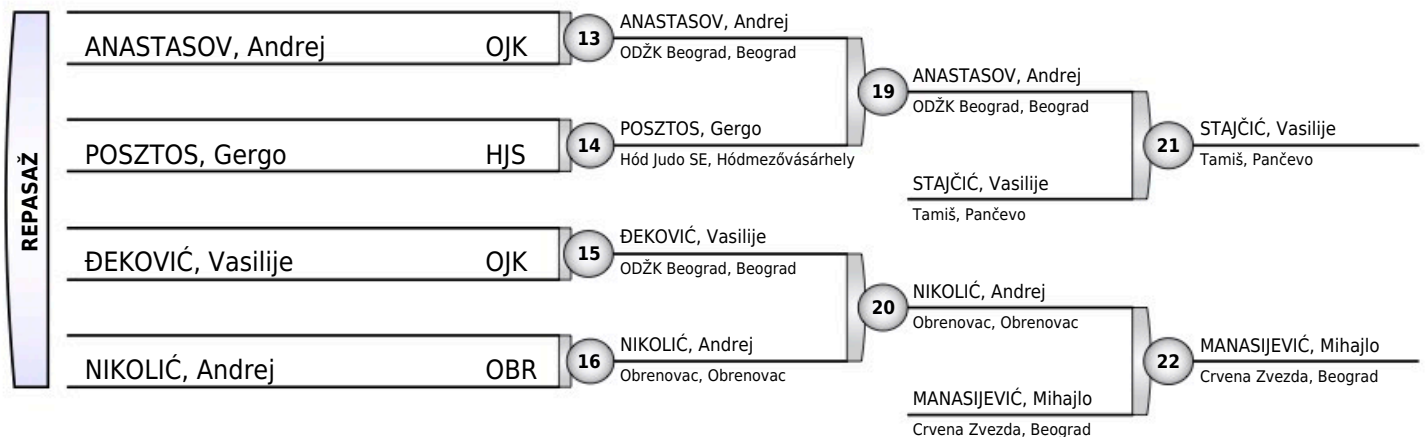 REPASAŽ
ANASTASOV, Andrej OJK
POSZTOS, Gergo HJS
ĐEKOVIĆ, Vasilije OJK
NIKOLIĆ, Andrej OBR
13
ANASTASOV, Andrej
ODŽK Beograd, Beograd
14
POSZTOS, Gergo
Hód Judo SE, Hódmezővásárhely
15
ĐEKOVIĆ, Vasilije
ODŽK Beograd, Beograd
16
NIKOLIĆ, Andrej
Obrenovac, Obrenovac
19
ANASTASOV, Andrej
ODŽK Beograd, Beograd
STAJČIĆ, Vasilije
Tamiš, Pančevo
20
NIKOLIĆ, Andrej
Obrenovac, Obrenovac
MANASIJEVIĆ, Mihajlo
Crvena Zvezda, Beograd
21
STAJČIĆ, Vasilije
Tamiš, Pančevo
22
MANASIJEVIĆ, Mihajlo
Crvena Zvezda, Beograd